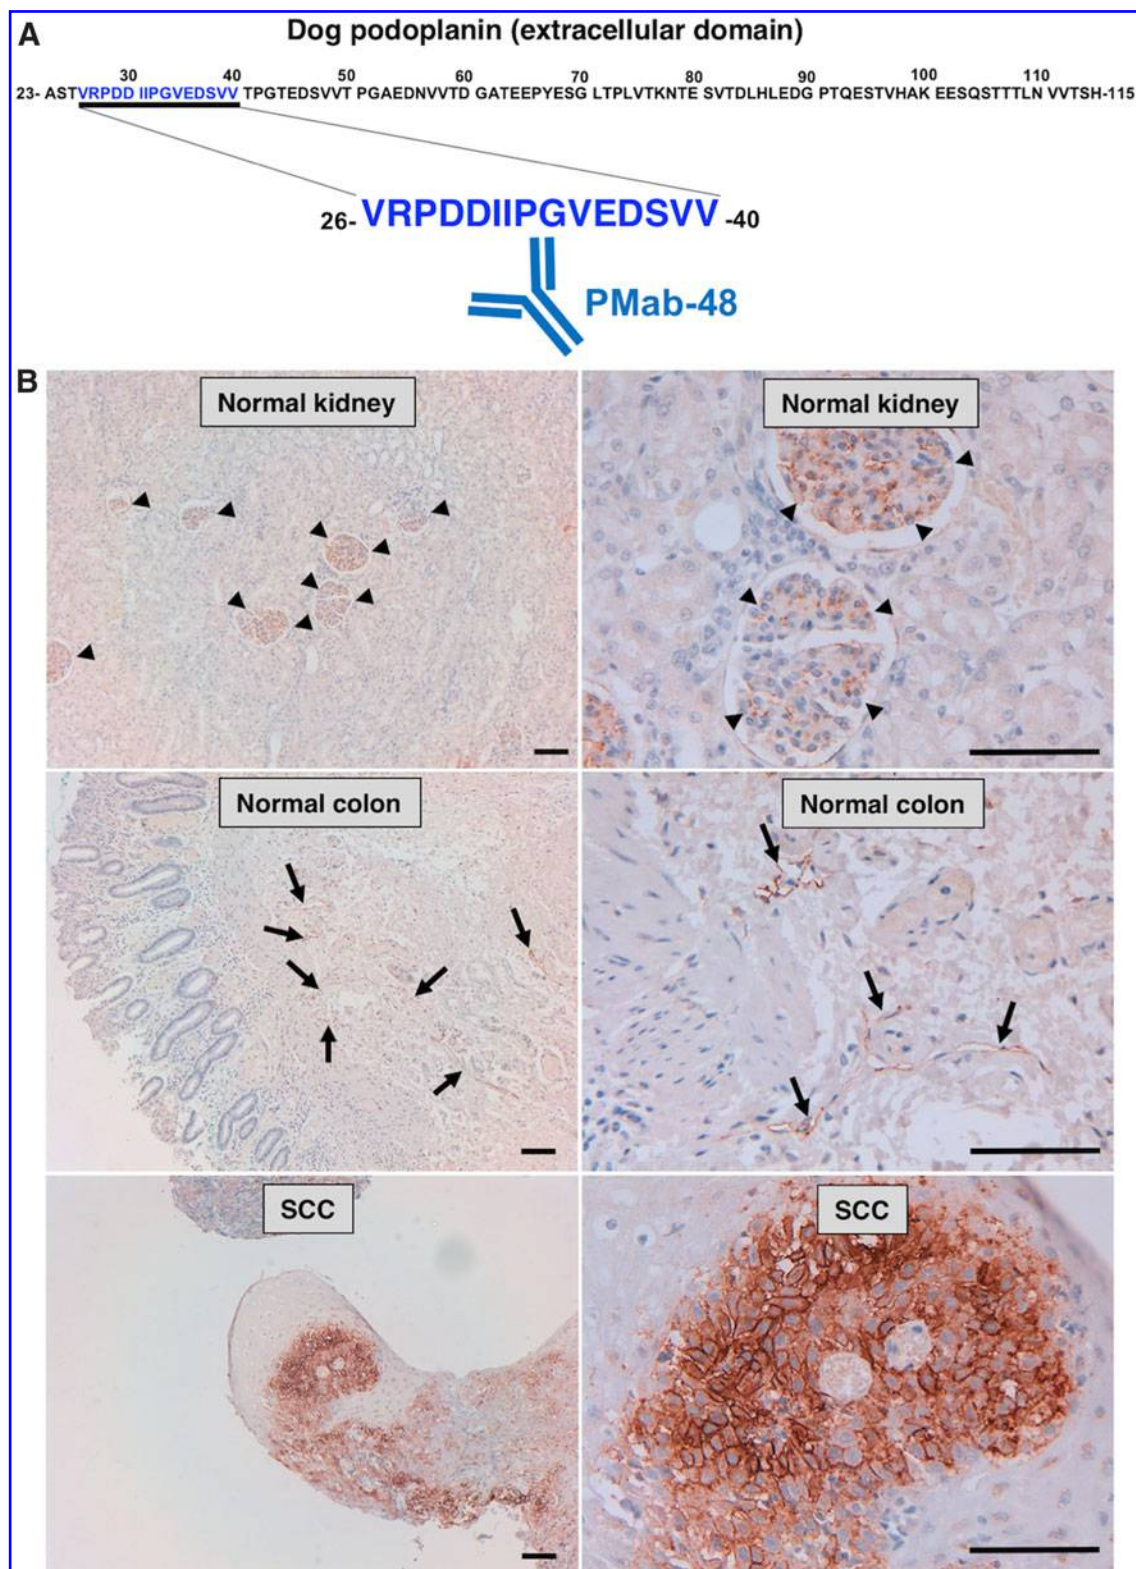 A
Dog podoplanin (extracellular domain)
30 40 50 60 70 80 90 100 110
23- ASTVRPDD IIPGVEDSVV TPGTEDSVVT PGAEDNVVTD GATEEPYESG LTPLVTKNTE SVTDLHLEDG PTQESTVHAK EESQSTTTLN VVTSH-115
26- VRPDDIIPGVEDSVV -40
PMab-48
B
Normal kidney
Normal kidney
Normal colon
Normal colon
SCC
SCC